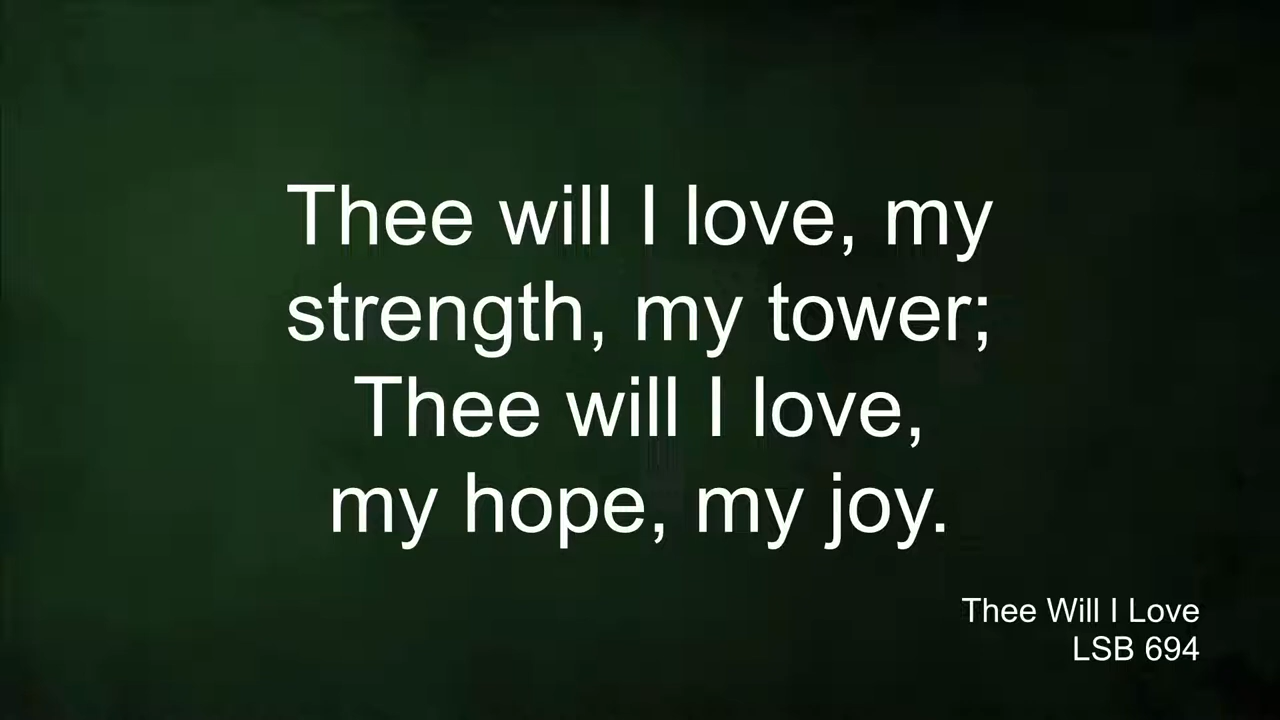 Thee will I love, my
strength, my tower;
Thee will I love,
my hope, my joy.
Thee Will I Love
LSB 694